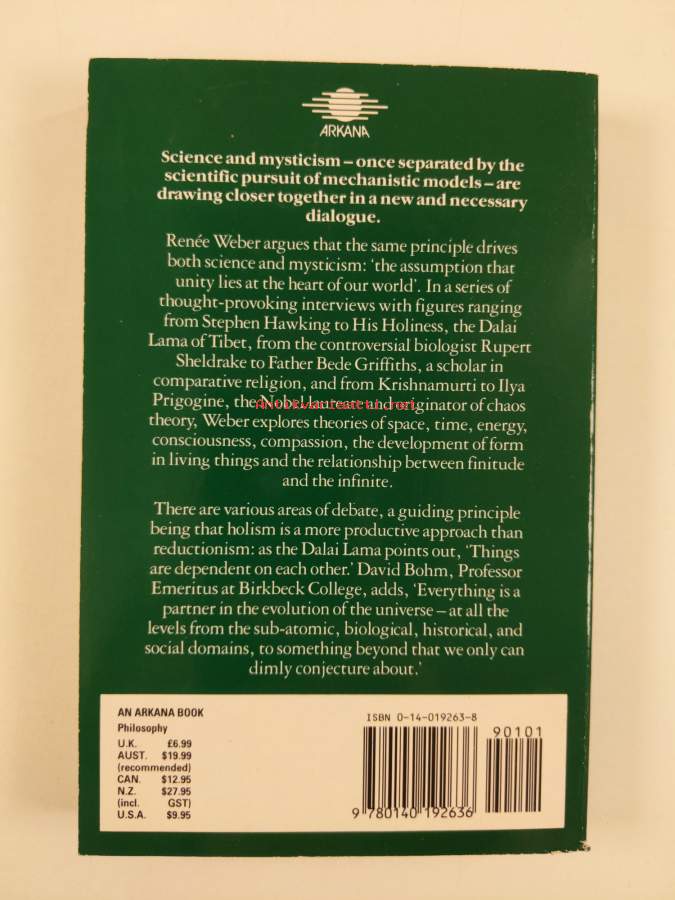 ARKANA
Science and mysticism – once separated by the
scientific pursuit of mechanistic models – are
drawing closer together in a new and necessary
dialogue.
Renée Weber argues that the same principle drives
both science and mysticism: ‘the assumption that
unity lies at the heart of our world’. In a series of
thought-provoking interviews with figures ranging
from Stephen Hawking to His Holiness, the Dalai
Lama of Tibet, from the controversial biologist Rupert
Sheldrake to Father Bede Griffiths, a scholar in
comparative religion, and from Krishnamurti to Ilya
Prigogine, the Nobel laureate and originator of chaos
theory, Weber explores theories of space, time, energy,
consciousness, compassion, the development of form
in living things and the relationship between finitude
and the infinite.
There are various areas of debate, a guiding principle
being that holism is a more productive approach than
reductionism: as the Dalai Lama points out, ‘Things
are dependent on each other.’ David Bohm, Professor
Emeritus at Birkbeck College, adds, ‘Everything is a
partner in the evolution of the universe – at all the
levels from the sub-atomic, biological, historical, and
social domains, to something beyond that we only can
dimly conjecture about.’
AN ARKANA BOOK
Philosophy
U.K. £6.99
AUST. $19.99
(recommended)
CAN. $12.95
N.Z. $27.95
(incl. GST)
U.S.A. $9.95
ISBN 0-14-019263-8
90101
9 780140 192636